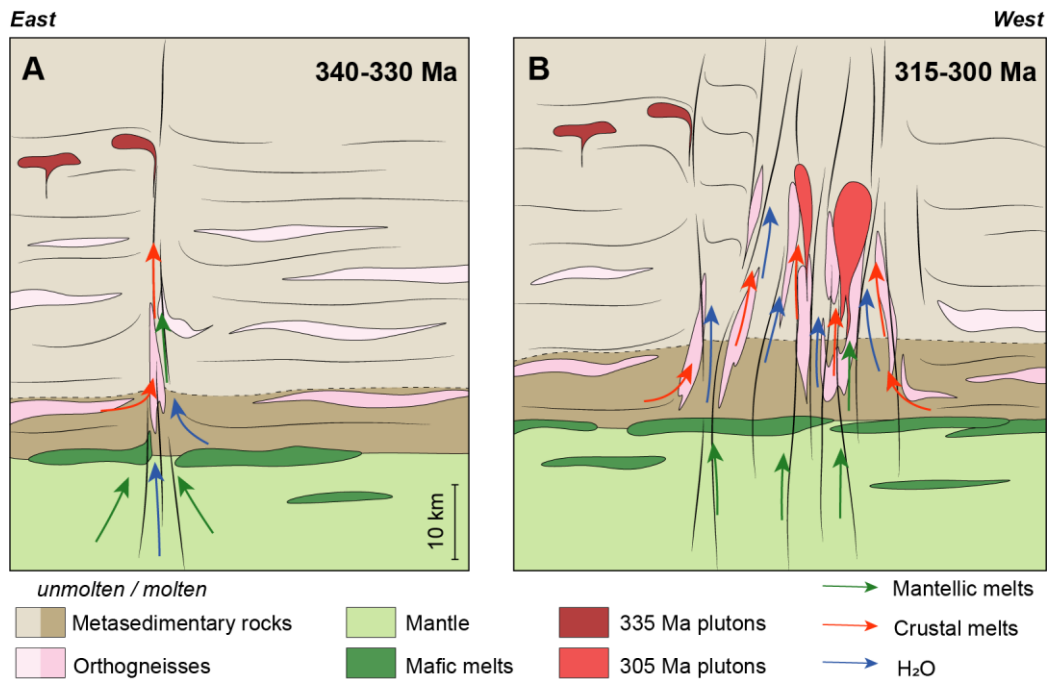 East
West
A
340-330 Ma
B
315-300 Ma
10 km
unmolten / molten
Metasedimentary rocks
Orthogneisses
Mantle
Mafic melts
335 Ma plutons
305 Ma plutons
Mantellic melts
Crustal melts
H₂O